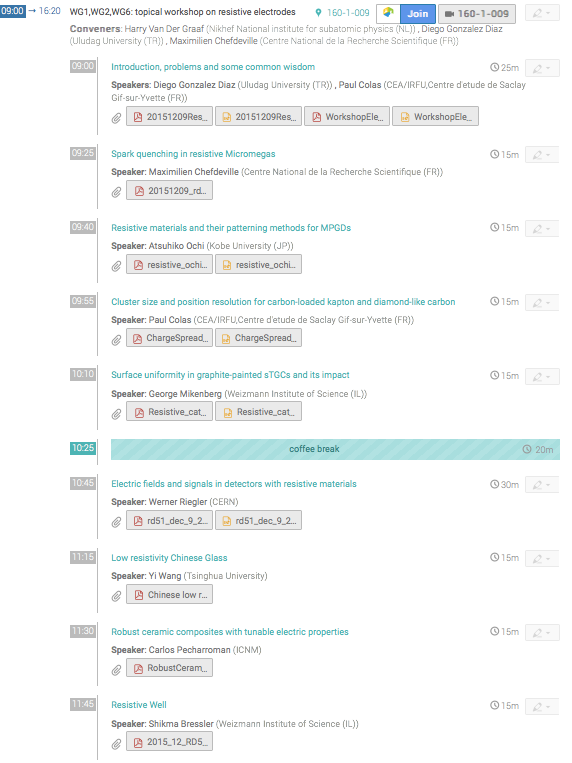 09:00 → 16:20 WG1,WG2,WG6: topical workshop on resistive electrodes 160-1-009 Join 160-1-009
Conveners: Harry Van Der Graaf (Nikhef National institute for subatomic physics (NL)) , Diego Gonzalez Diaz
(Uludag University (TR)) , Maximilien Chefdeville (Centre National de la Recherche Scientifique (FR))
09:00 Introduction, problems and some common wisdom 25m
Speakers: Diego Gonzalez Diaz (Uludag University (TR)) , Paul Colas (CEA/IRFU,Centre d'etude de Saclay
Gif-sur-Yvette (FR))
20151209Res... 20151209Res... WorkshopEle... WorkshopEle...
09:25 Spark quenching in resistive Micromegas 15m
Speaker: Maximilien Chefdeville (Centre National de la Recherche Scientifique (FR))
20151209_rd...
09:40 Resistive materials and their patterning methods for MPGDs 15m
Speaker: Atsuhiko Ochi (Kobe University (JP))
resistive_ochi... resistive_ochi...
09:55 Cluster size and position resolution for carbon-loaded kapton and diamond-like carbon 15m
Speaker: Paul Colas (CEA/IRFU,Centre d'etude de Saclay Gif-sur-Yvette (FR))
ChargeSpread_... ChargeSpread_...
10:10 Surface uniformity in graphite-painted sTGCs and its impact 15m
Speaker: George Mikenberg (Weizmann Institute of Science (IL))
Resistive_cat... Resistive_cat...
10:25 coffee break 20m
10:45 Electric fields and signals in detectors with resistive materials 30m
Speaker: Werner Riegler (CERN)
rd51_dec_9_2... rd51_dec_9_2...
11:15 Low resistivity Chinese Glass 15m
Speaker: Yi Wang (Tsinghua University)
Chinese low r...
11:30 Robust ceramic composites with tunable electric properties 15m
Speaker: Carlos Pecharroman (ICNM)
RobustCeram...
11:45 Resistive Well 15m
Speaker: Shikma Bressler (Weizmann Institute of Science (IL))
2015_12_RD5...